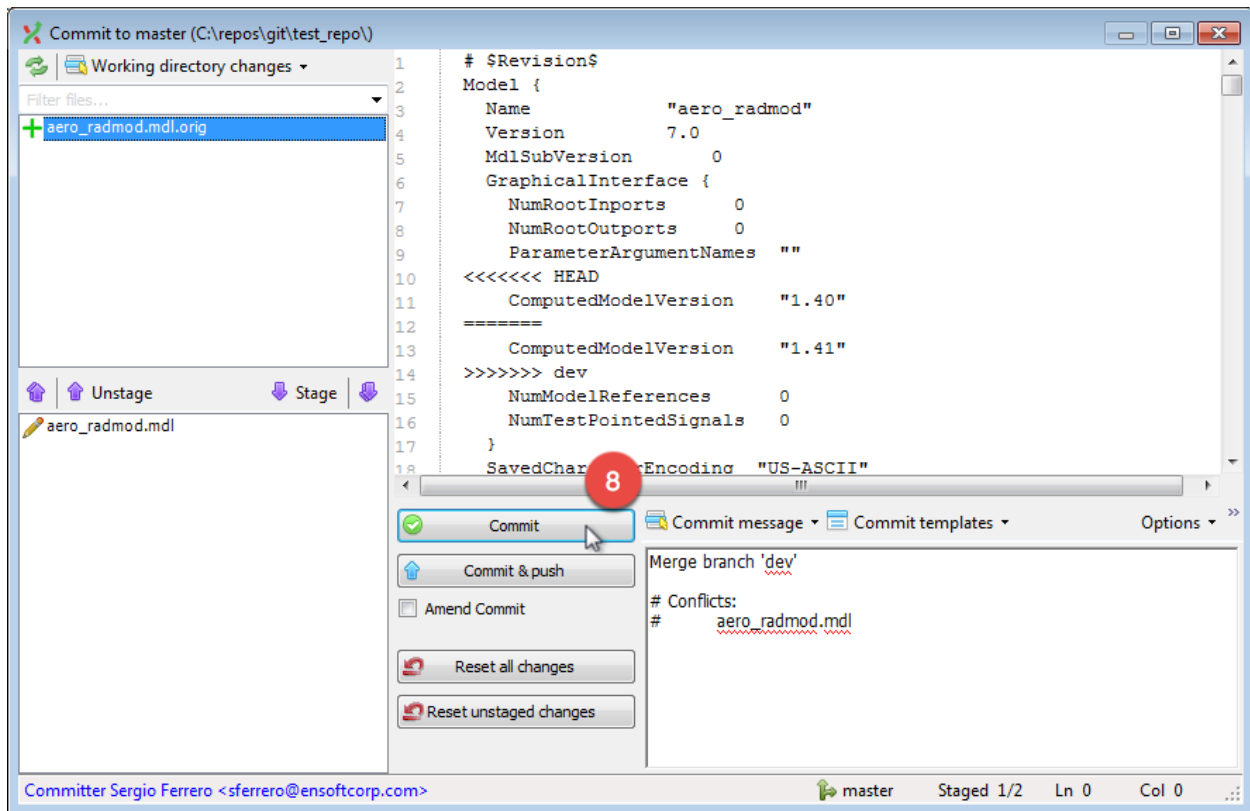 Commit to master (C:\repos\git\test_repo\)
Working directory changes
Filter files...
aero_radmod.mdl.orig
Unstage
Stage
aero_radmod.mdl
1 # $Revision$
2 Model {
3 Name "aero_radmod"
4 Version 7.0
5 MdlSubVersion 0
6 GraphicalInterface {
7 NumRootInports 0
8 NumRootOutports 0
9 ParameterArgumentNames ""
10 <<<<<<< HEAD
11 ComputedModelVersion "1.40"
12 =======
13 ComputedModelVersion "1.41"
14 >>>>>>> dev
15 NumModelReferences 0
16 NumTestPointedSignals 0
17 }
18 "US-ASCII"
8
Commit
Commit & push
Amend Commit
Reset all changes
Reset unstaged changes
Commit message
Commit templates
Options
Merge branch 'dev'
# Conflicts:
# aero_radmod.mdl
Committer Sergio Ferrero <sferrero@ensoftcorp.com>
master
Staged 1/2
Ln 0
Col 0